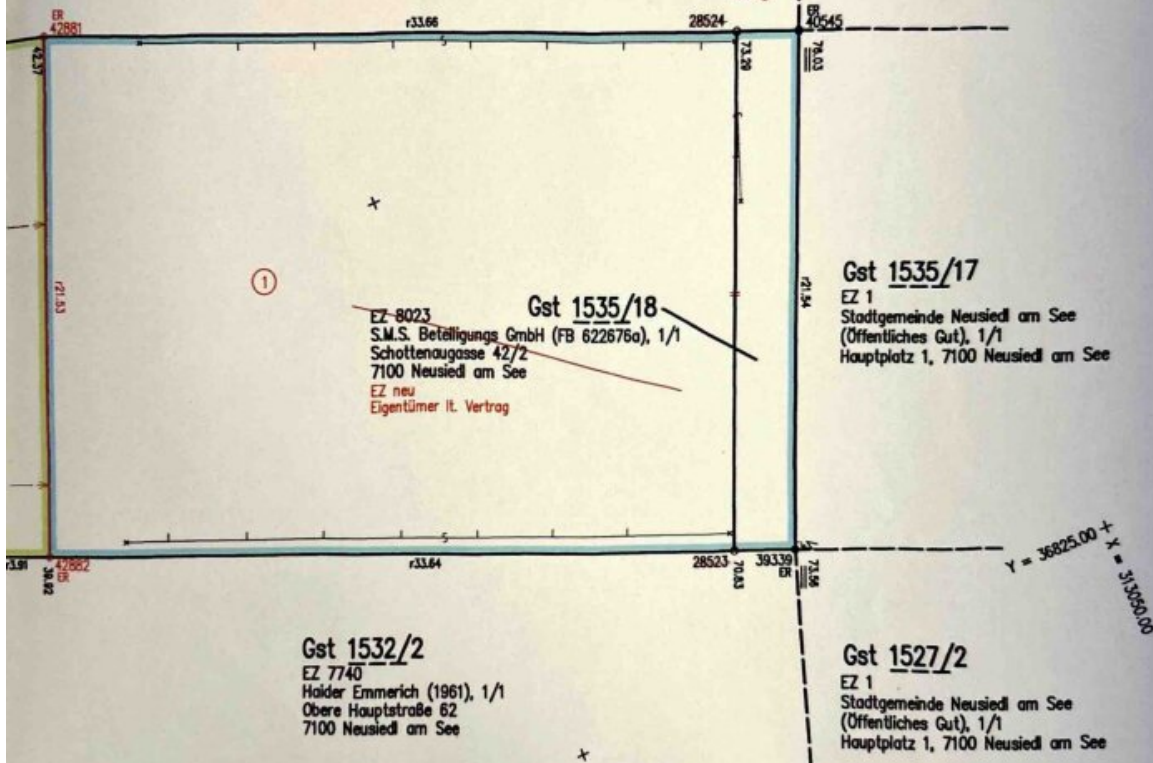 ER
42881
r33.66
28524
ER
40545
42.37
73.29
76.03
1
r21.53
r21.54
EZ 8023
S.M.S. Beteiligungs GmbH (FB 622676a), 1/1
Schottenaugasse 42/2
7100 Neusiedl am See
EZ neu
Eigentümer lt. Vertrag
Gst 1535/18
Gst 1535/17
EZ 1
Stadtgemeinde Neusiedl am See
(Öffentliches Gut), 1/1
Hauptplatz 1, 7100 Neusiedl am See
r3.91
39.92
42882
ER
r33.64
28523
70.83
39339
ER
73.56
Y = 36825.00
X = 313050.00
Gst 1532/2
EZ 7740
Haider Emmerich (1961), 1/1
Obere Hauptstraße 62
7100 Neusiedl am See
Gst 1527/2
EZ 1
Stadtgemeinde Neusiedl am See
(Öffentliches Gut), 1/1
Hauptplatz 1, 7100 Neusiedl am See